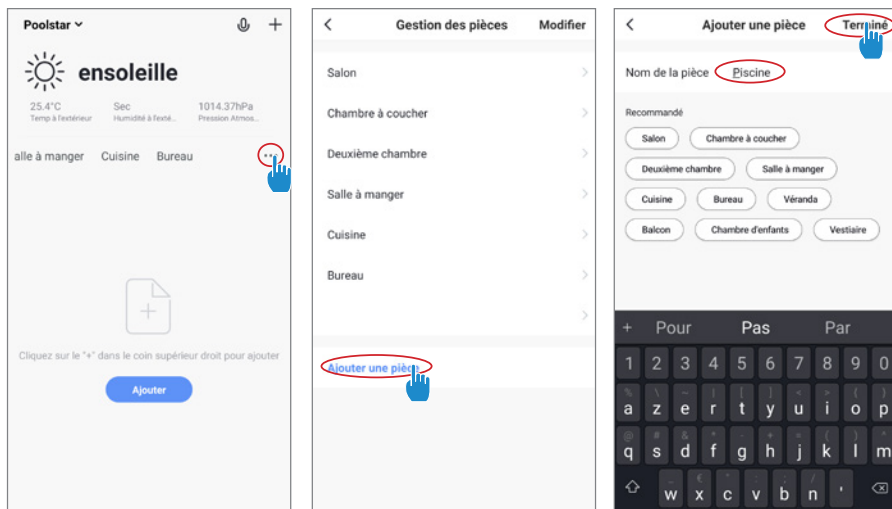 Poolstar
ensoleille
25.4°C Sec 1014.37hPa
Temp à l'extérieur Humidité à l'exté... Pression Atmos...
alle à manger Cuisine Bureau ...
Cliquez sur le "+" dans le coin supérieur droit pour ajouter
Ajouter
Gestion des pièces Modifier
Salon
Chambre à coucher
Deuxième chambre
Salle à manger
Cuisine
Bureau
Ajouter une pièce
Ajouter une pièce Terminé
Nom de la pièce Piscine
Recommandé
Salon Chambre à coucher
Deuxième chambre Salle à manger
Cuisine Bureau Véranda
Balcon Chambre d'enfants Vestiaire
+ Pour Pas Par
1 2 3 4 5 6 7 8 9 0
a z e r t y u i o p
q s d f g h j k l m
w x c v b n '